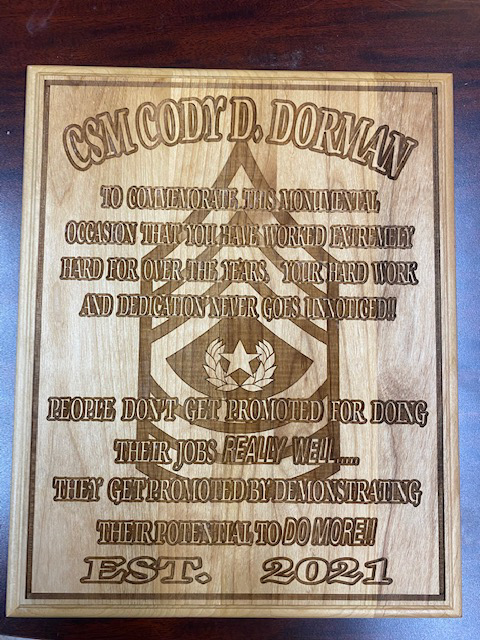 CSM CODY D. DORMAN
TO COMMEMORATE THIS MONUMENTAL
OCCASION THAT YOU HAVE WORKED EXTREMELY
HARD FOR OVER THE YEARS. YOUR HARD WORK
AND DEDICATION NEVER GOES UNNOTICED!!
PEOPLE DON'T GET PROMOTED FOR DOING
THEIR JOBS REALLY WELL.....
THEY GET PROMOTED BY DEMONSTRATING
THEIR POTENTIAL TO DO MORE!!
EST. 2021